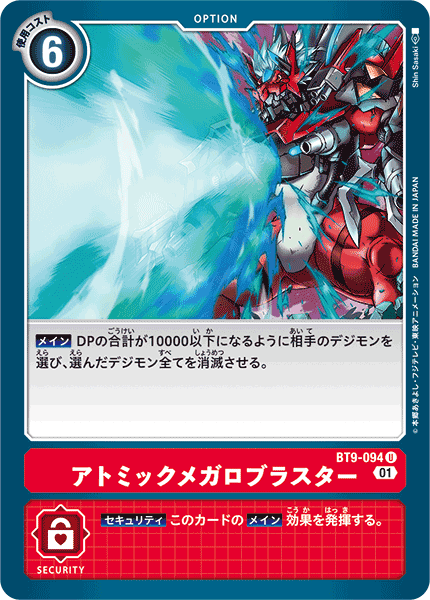 使用コスト
6
OPTION
Shin Sasaki
©本郷あきよし・フジテレビ・東映アニメーション BANDAI MADE IN JAPAN
メイン DPの合計が10000以下になるように相手のデジモンを
選び、選んだデジモン全てを消滅させる。
BT9-094 U
アトミックメガロブラスター
01
セキュリティ このカードの メイン 効果を発揮する。
SECURITY